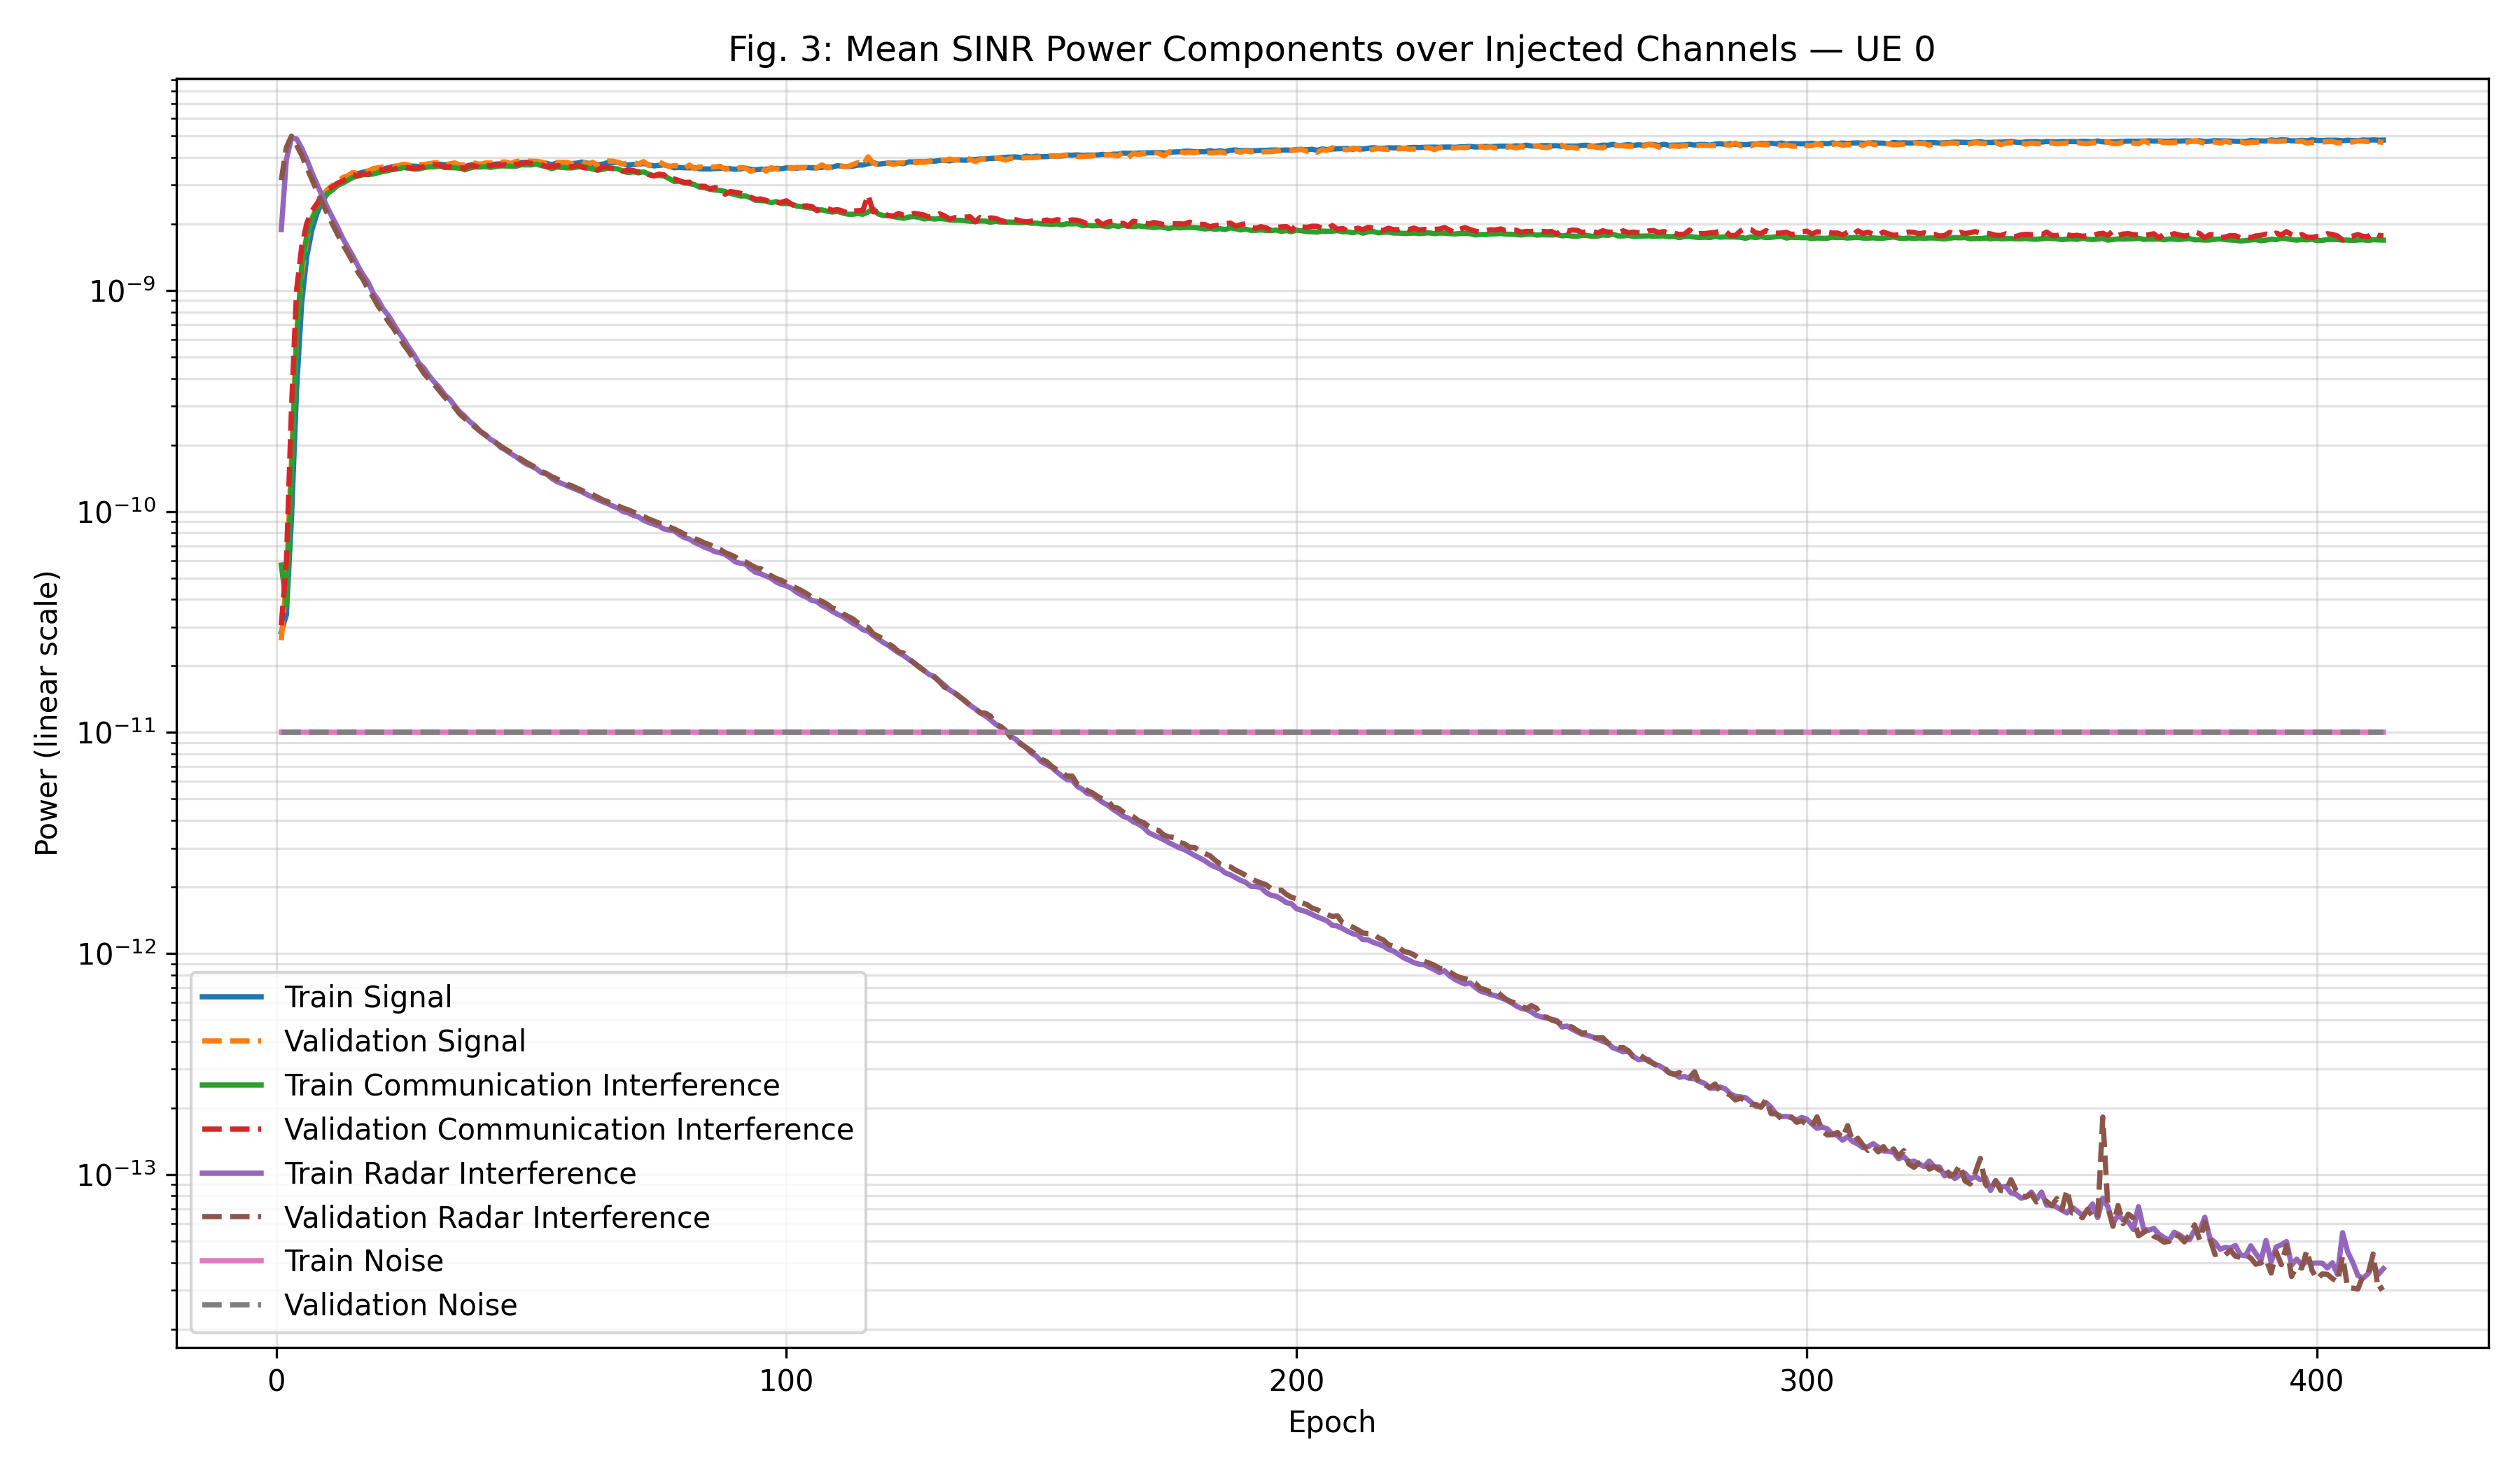 Fig. 3: Mean SINR Power Components over Injected Channels — UE 0
Power (linear scale)
10⁻⁹
10⁻¹⁰
10⁻¹¹
10⁻¹²
10⁻¹³
Train Signal
Validation Signal
Train Communication Interference
Validation Communication Interference
Train Radar Interference
Validation Radar Interference
Train Noise
Validation Noise
0 100 200 300 400
Epoch